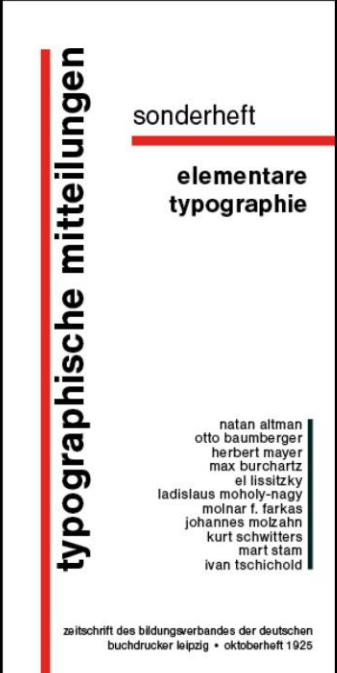 typographische mitteilungen
sonderheft
elementare
typographie
natan altman
otto baumberger
herbert mayer
max burchartz
el lissitzky
ladislaus moholy-nagy
molnar f. farkas
johannes molzahn
kurt schwitters
mart stam
ivan tschichold
zeitschrift des bildungsverbandes der deutschen
buchdrucker leipzig • oktoberheft 1925